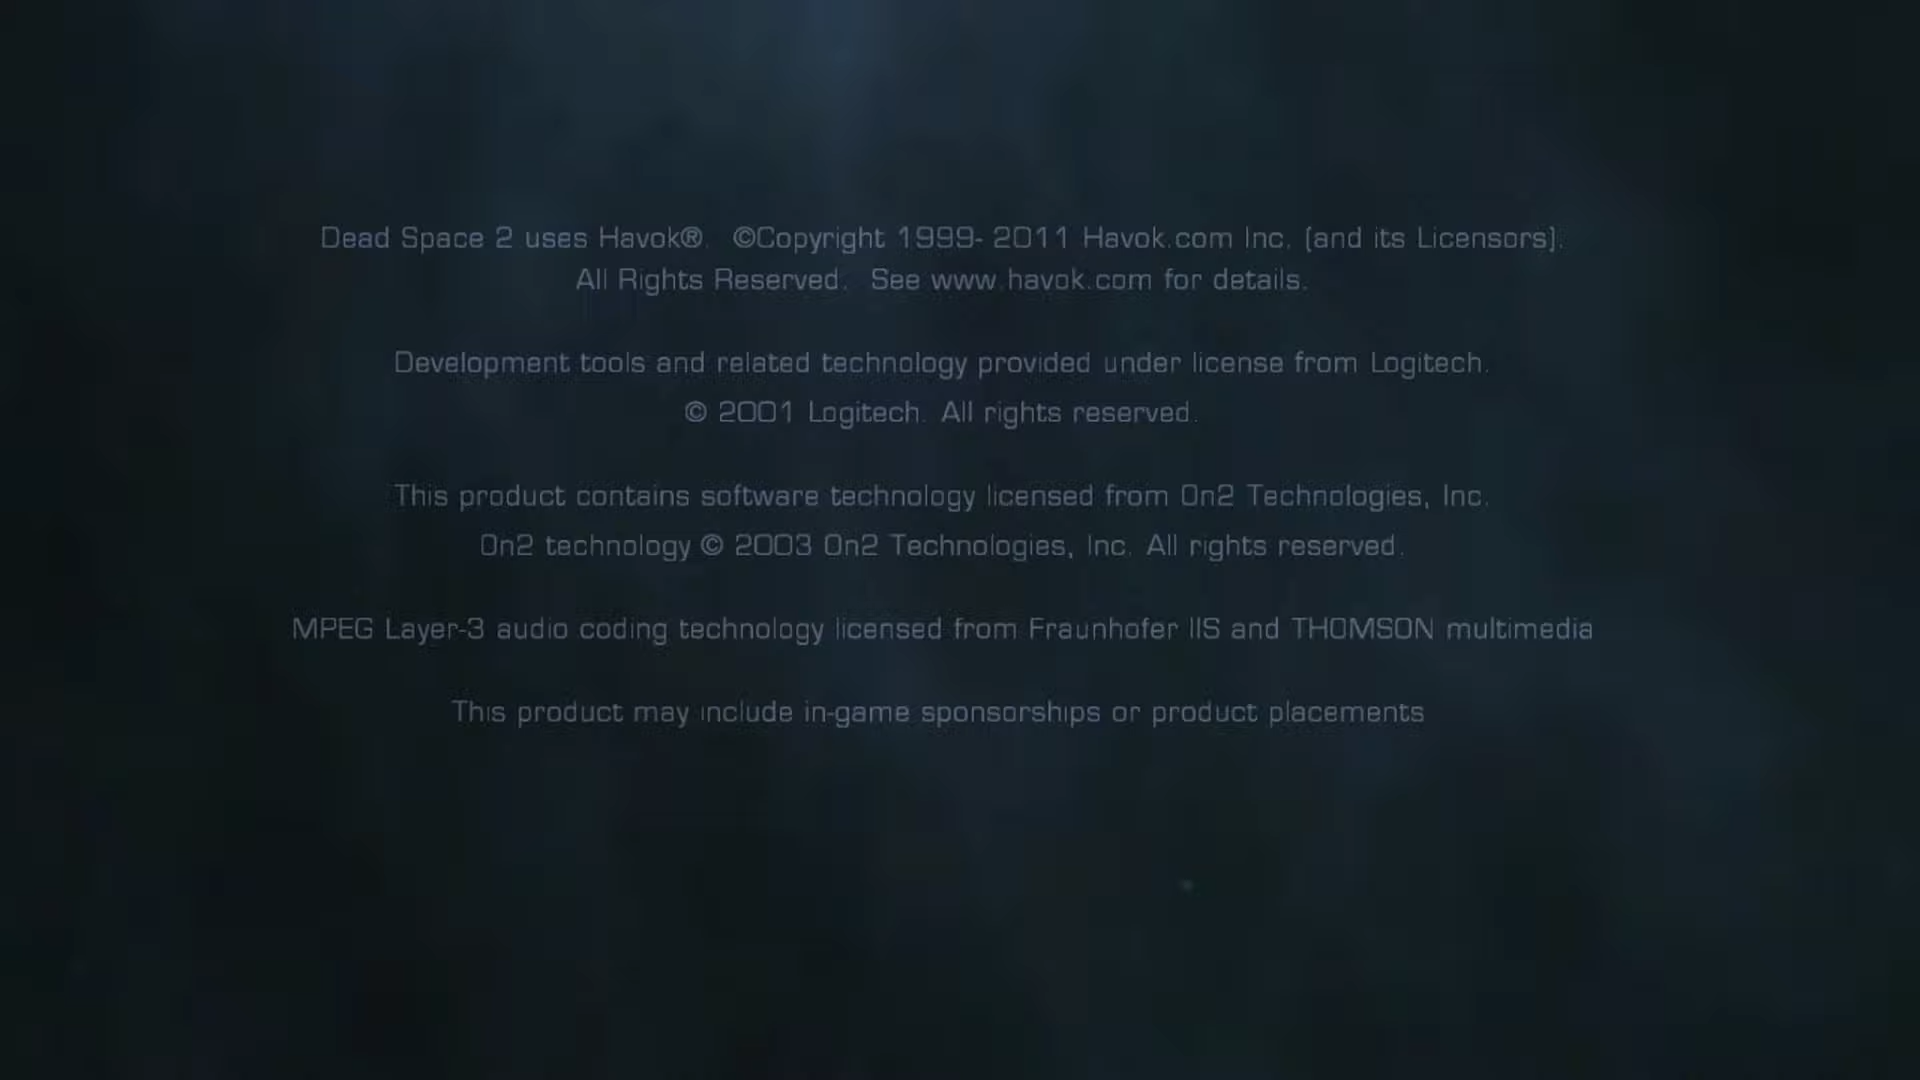 Dead Space 2 uses Havok®.  ©Copyright 1999- 2011 Havok.com Inc. (and its Licensors).
All Rights Reserved.  See www.havok.com for details.
Development tools and related technology provided under license from Logitech.
© 2001 Logitech. All rights reserved.
This product contains software technology licensed from On2 Technologies, Inc.
On2 technology © 2003 On2 Technologies, Inc. All rights reserved.
MPEG Layer-3 audio coding technology licensed from Fraunhofer IIS and THOMSON multimedia
This product may include in-game sponsorships or product placements